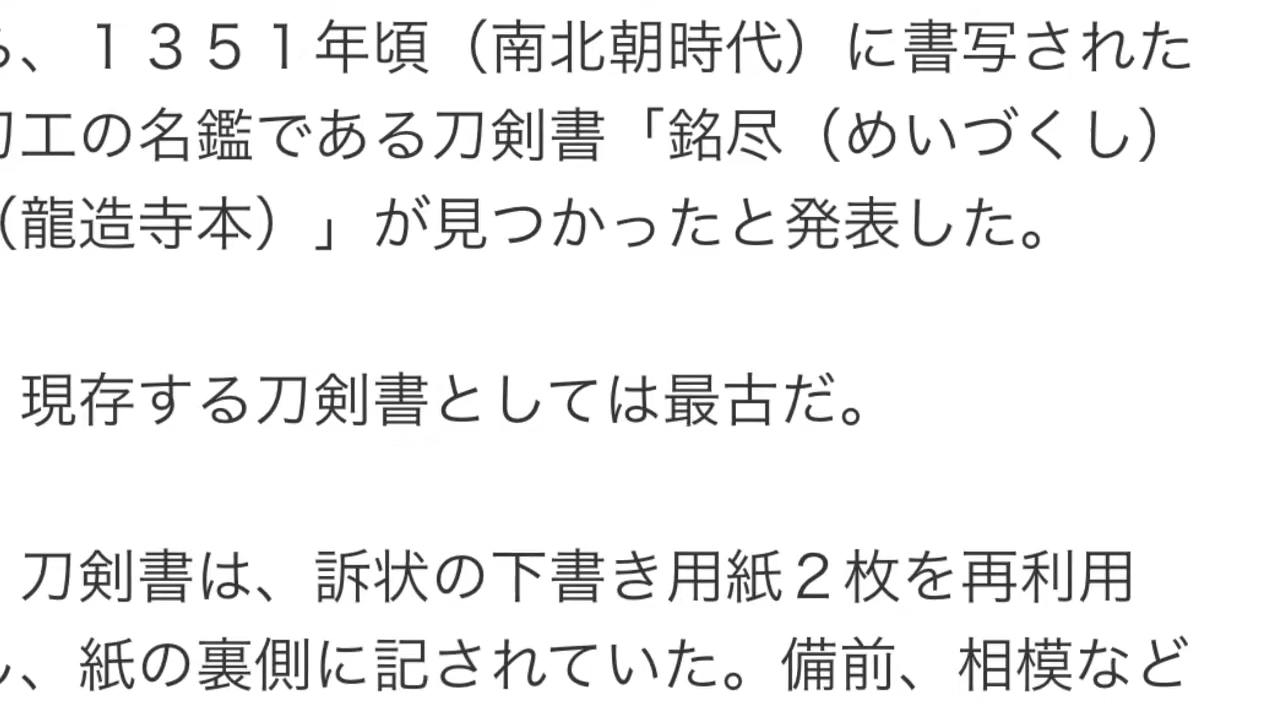 、１３５１年頃（南北朝時代）に書写された
工の名鑑である刀剣書「銘尽（めいづくし）
（龍造寺本）」が見つかったと発表した。
現存する刀剣書としては最古だ。
刀剣書は、訴状の下書き用紙２枚を再利用
、紙の裏側に記されていた。備前、相模など